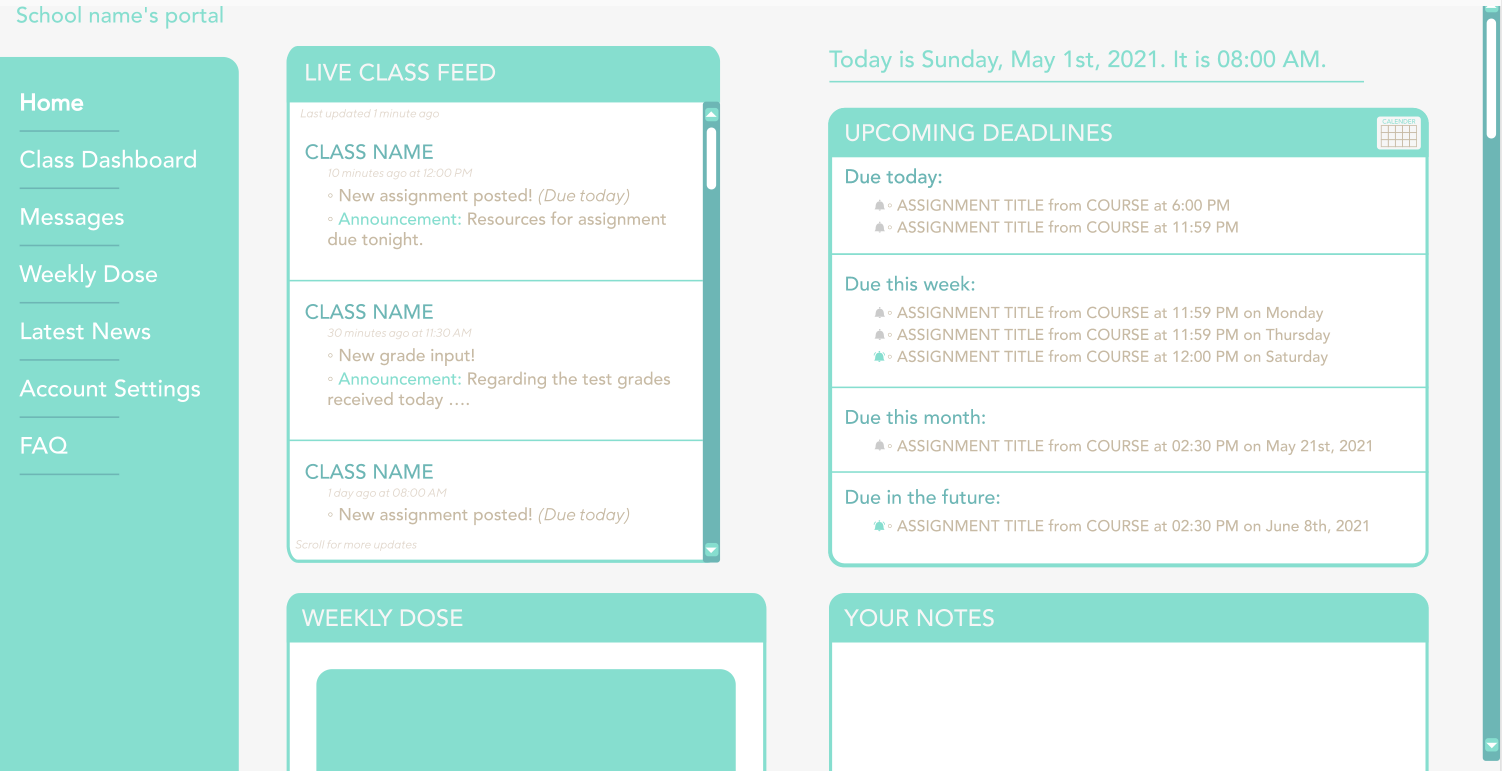 School name's portal
Home
Class Dashboard
Messages
Weekly Dose
Latest News
Account Settings
FAQ
LIVE CLASS FEED
Last updated 1 minute ago
CLASS NAME
10 minutes ago at 12:00 PM
◦ New assignment posted! (Due today)
◦ Announcement: Resources for assignment
due tonight.
CLASS NAME
30 minutes ago at 11:30 AM
◦ New grade input!
◦ Announcement: Regarding the test grades
received today ....
CLASS NAME
1 day ago at 08:00 AM
◦ New assignment posted! (Due today)
Scroll for more updates
Today is Sunday, May 1st, 2021. It is 08:00 AM.
UPCOMING DEADLINES
CALENDER
Due today:
◦ ASSIGNMENT TITLE from COURSE at 6:00 PM
◦ ASSIGNMENT TITLE from COURSE at 11:59 PM
Due this week:
◦ ASSIGNMENT TITLE from COURSE at 11:59 PM on Monday
◦ ASSIGNMENT TITLE from COURSE at 11:59 PM on Thursday
◦ ASSIGNMENT TITLE from COURSE at 12:00 PM on Saturday
Due this month:
◦ ASSIGNMENT TITLE from COURSE at 02:30 PM on May 21st, 2021
Due in the future:
◦ ASSIGNMENT TITLE from COURSE at 02:30 PM on June 8th, 2021
WEEKLY DOSE
YOUR NOTES